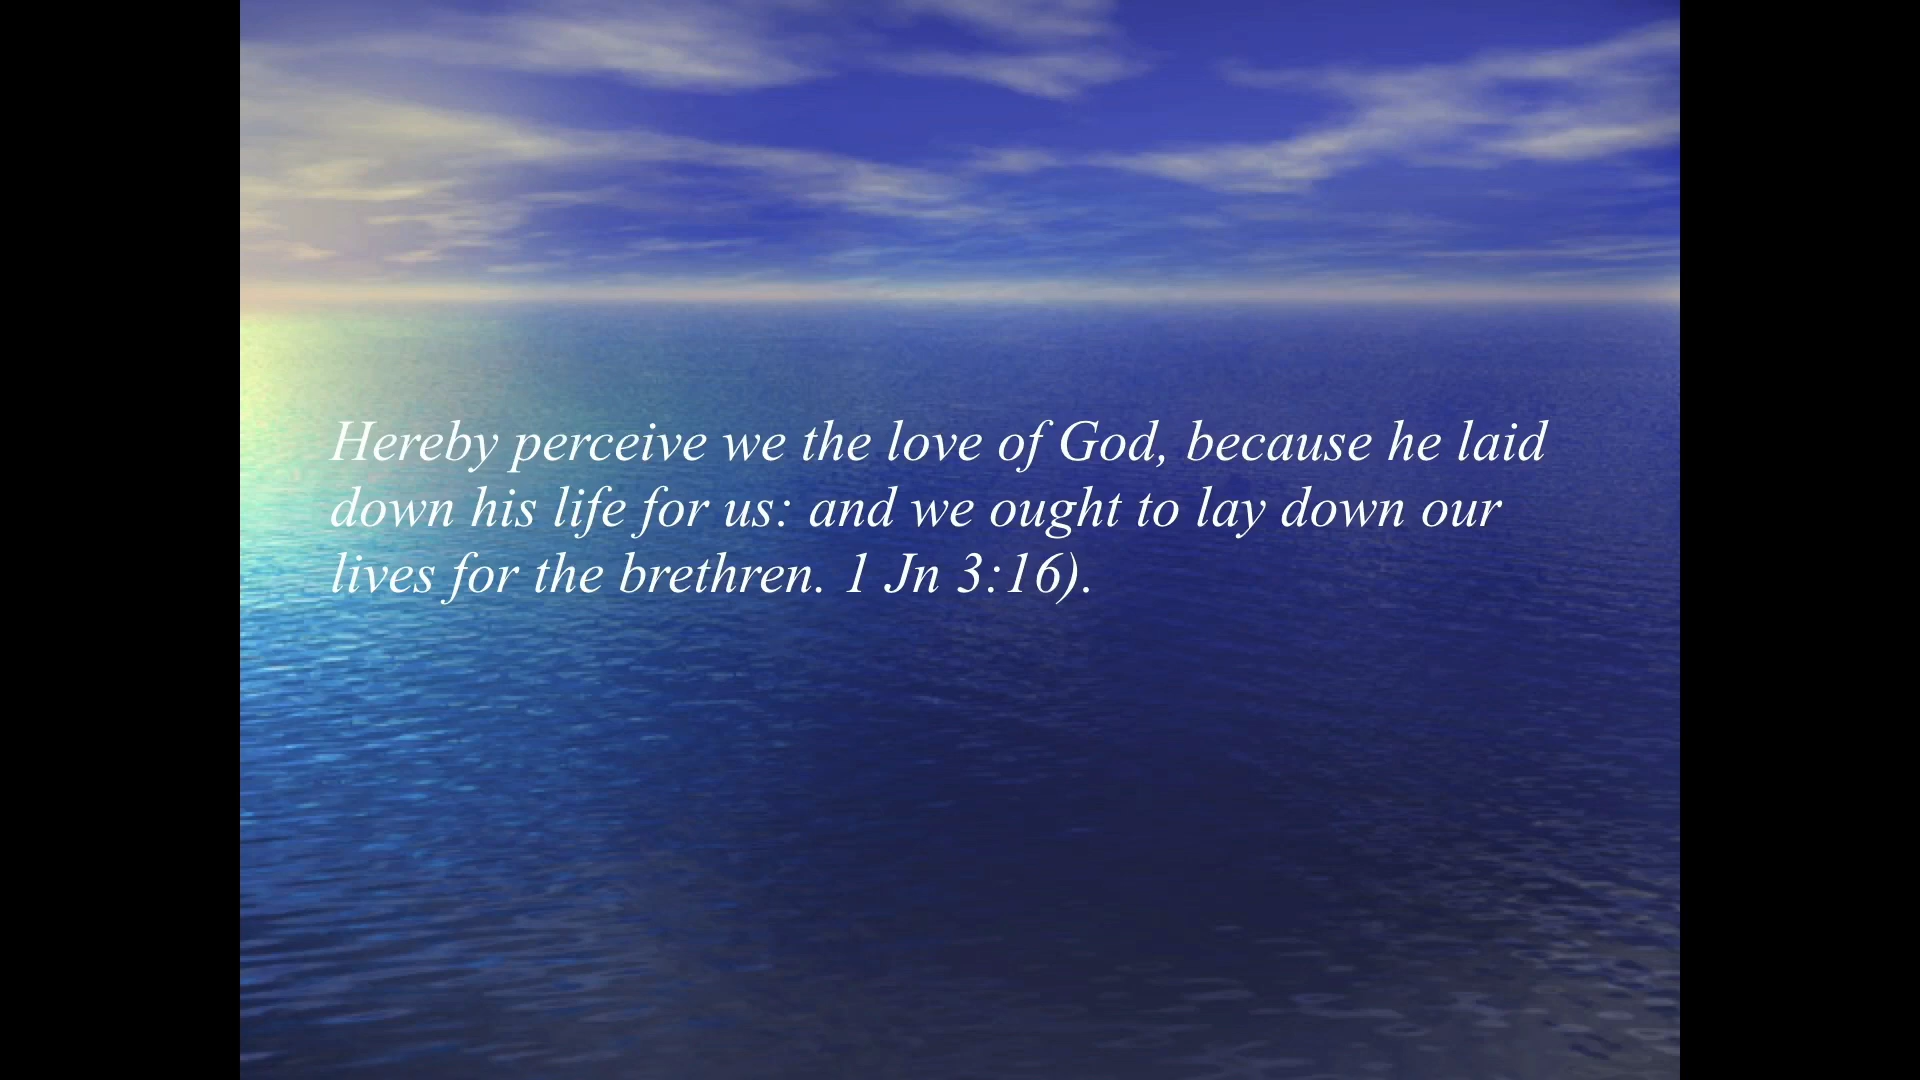 Hereby perceive we the love of God, because he laid
down his life for us: and we ought to lay down our
lives for the brethren. 1 Jn 3:16).